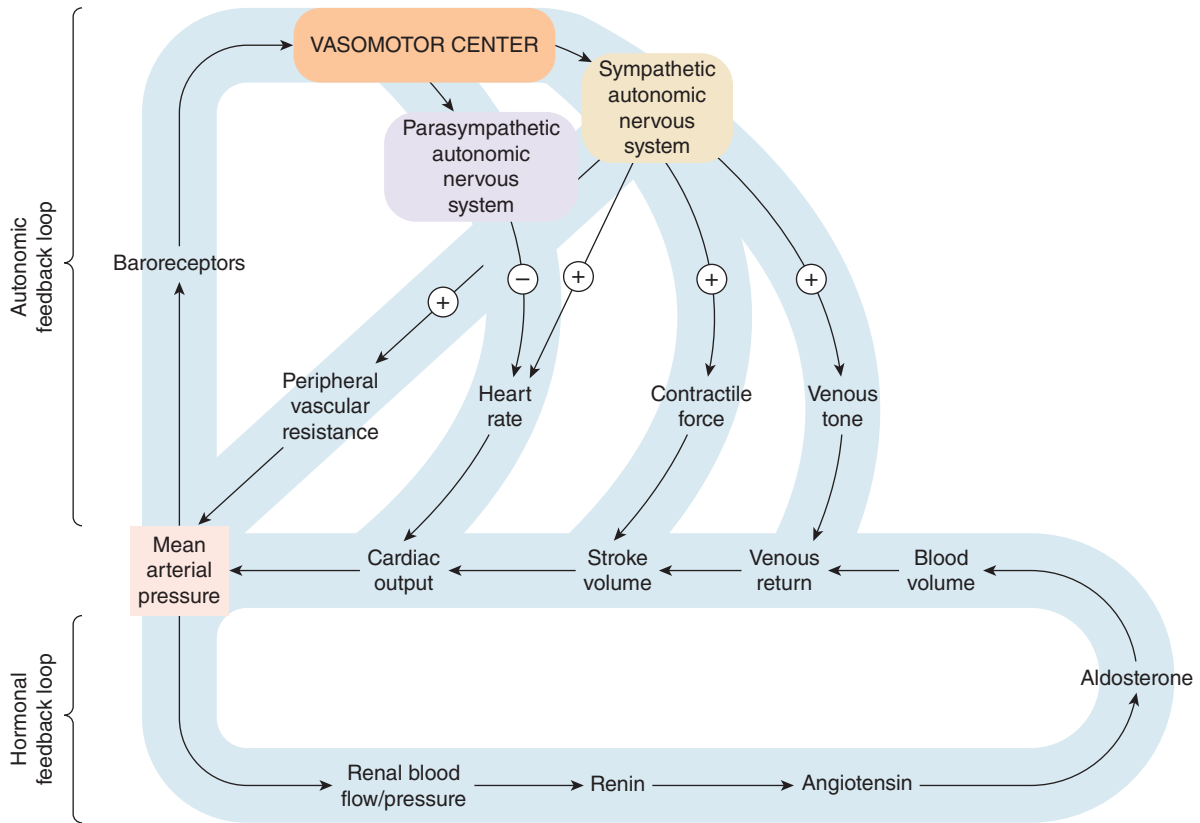 VASOMOTOR CENTER
Sympathetic
autonomic
nervous
system
Parasympathetic
autonomic
nervous
system
Autonomic
feedback loop
Baroreceptors
+
−
+
+
+
Peripheral
vascular
resistance
Heart
rate
Contractile
force
Venous
tone
Mean
arterial
pressure
Cardiac
output
Stroke
volume
Venous
return
Blood
volume
Hormonal
feedback loop
Aldosterone
Renal blood
flow/pressure
Renin
Angiotensin